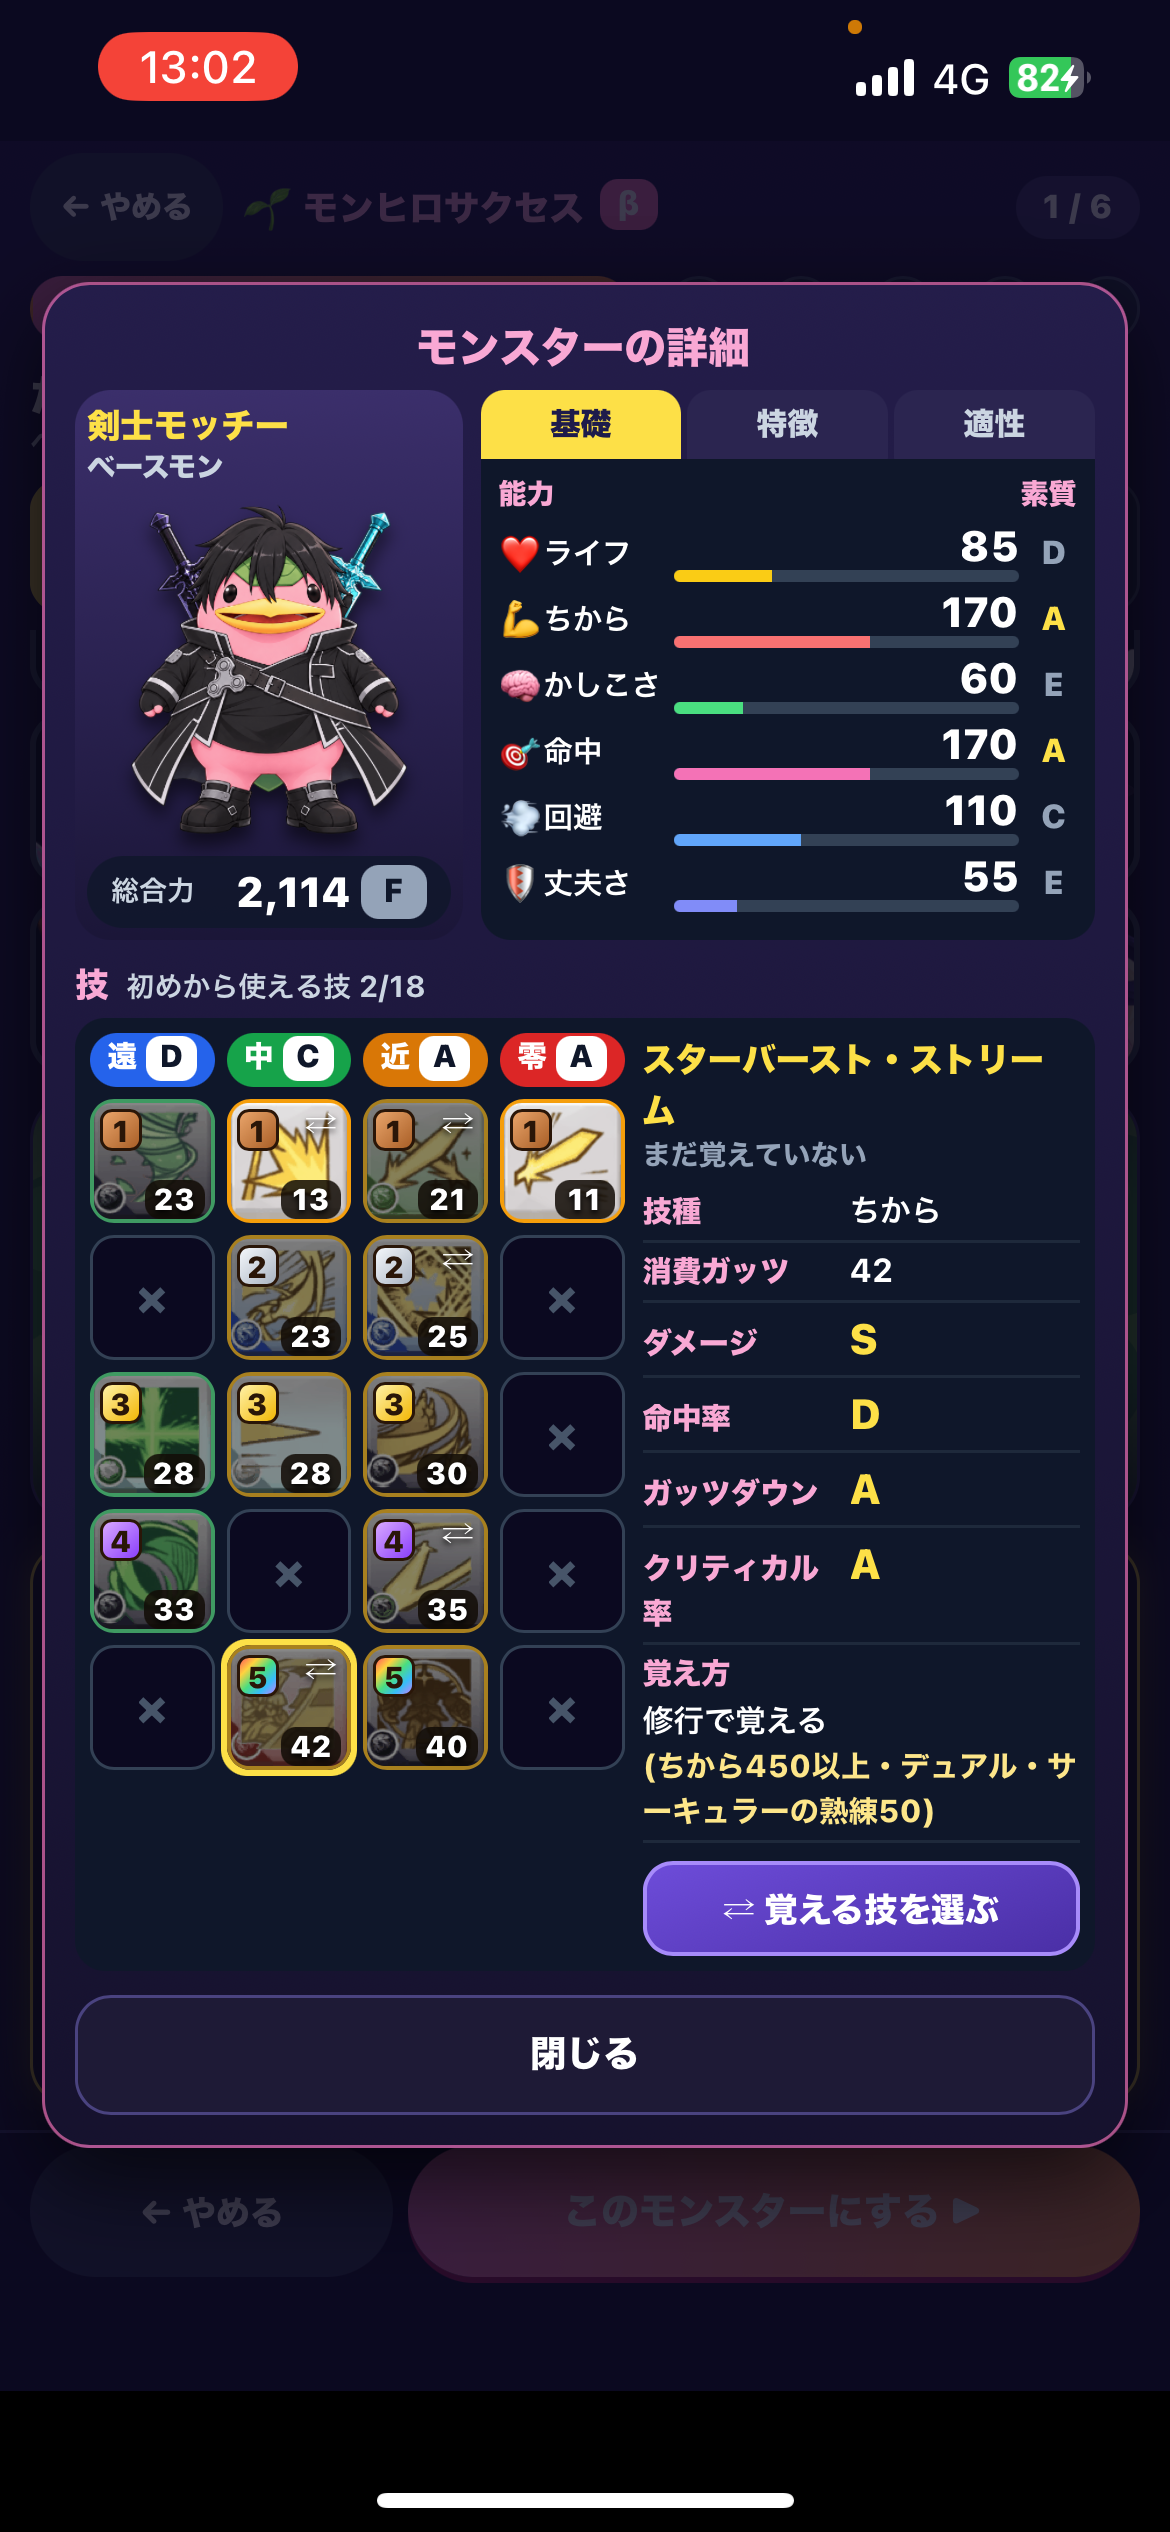 13:02
4G 82
← やめる モンヒロサクセス β 1 / 6
モンスターの詳細
剣士モッチー
ベースモン
総合力 2,114 F
基礎 特徴 適性
能力 素質
ライフ 85 D
ちから 170 A
かしこさ 60 E
命中 170 A
回避 110 C
丈夫さ 55 E
技 初めから使える技 2/18
遠 D 中 C 近 A 零 A
1 23 1 ⇄ 13 1 ⇄ 21 1 11
× 2 23 2 ⇄ 25 ×
3 28 3 28 3 30 ×
4 33 × 4 ⇄ 35 ×
× 5 ⇄ 42 5 40 ×
スターバースト・ストリー
ム
まだ覚えていない
技種 ちから
消費ガッツ 42
ダメージ S
命中率 D
ガッツダウン A
クリティカル A
率
覚え方
修行で覚える
(ちから450以上・デュアル・サ
ーキュラーの熟練50)
⇄ 覚える技を選ぶ
閉じる
← やめる このモンスターにする ▶